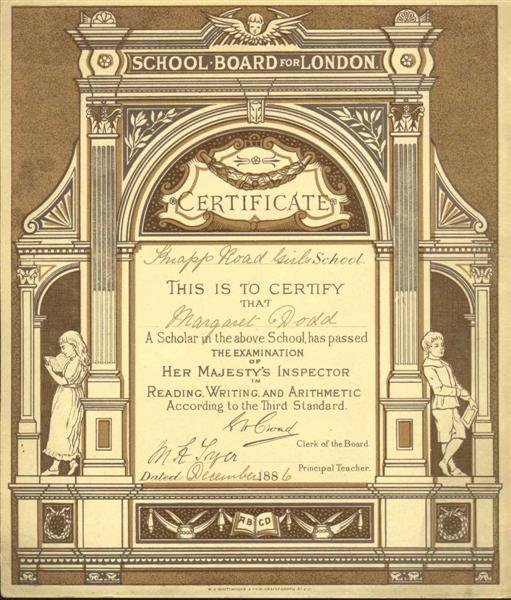 SCHOOL·BOARD FOR LONDON.
CERTIFICATE
Knapp Road Girls School.
THIS IS TO CERTIFY
THAT
Margaret Dodd
A Scholar in the above School, has passed
THE EXAMINATION
OF
HER MAJESTY'S INSPECTOR
IN
READING, WRITING, AND ARITHMETIC
According to the Third Standard.
Clerk of the Board.
M
Principal Teacher.
Dated December 1886
AB CD